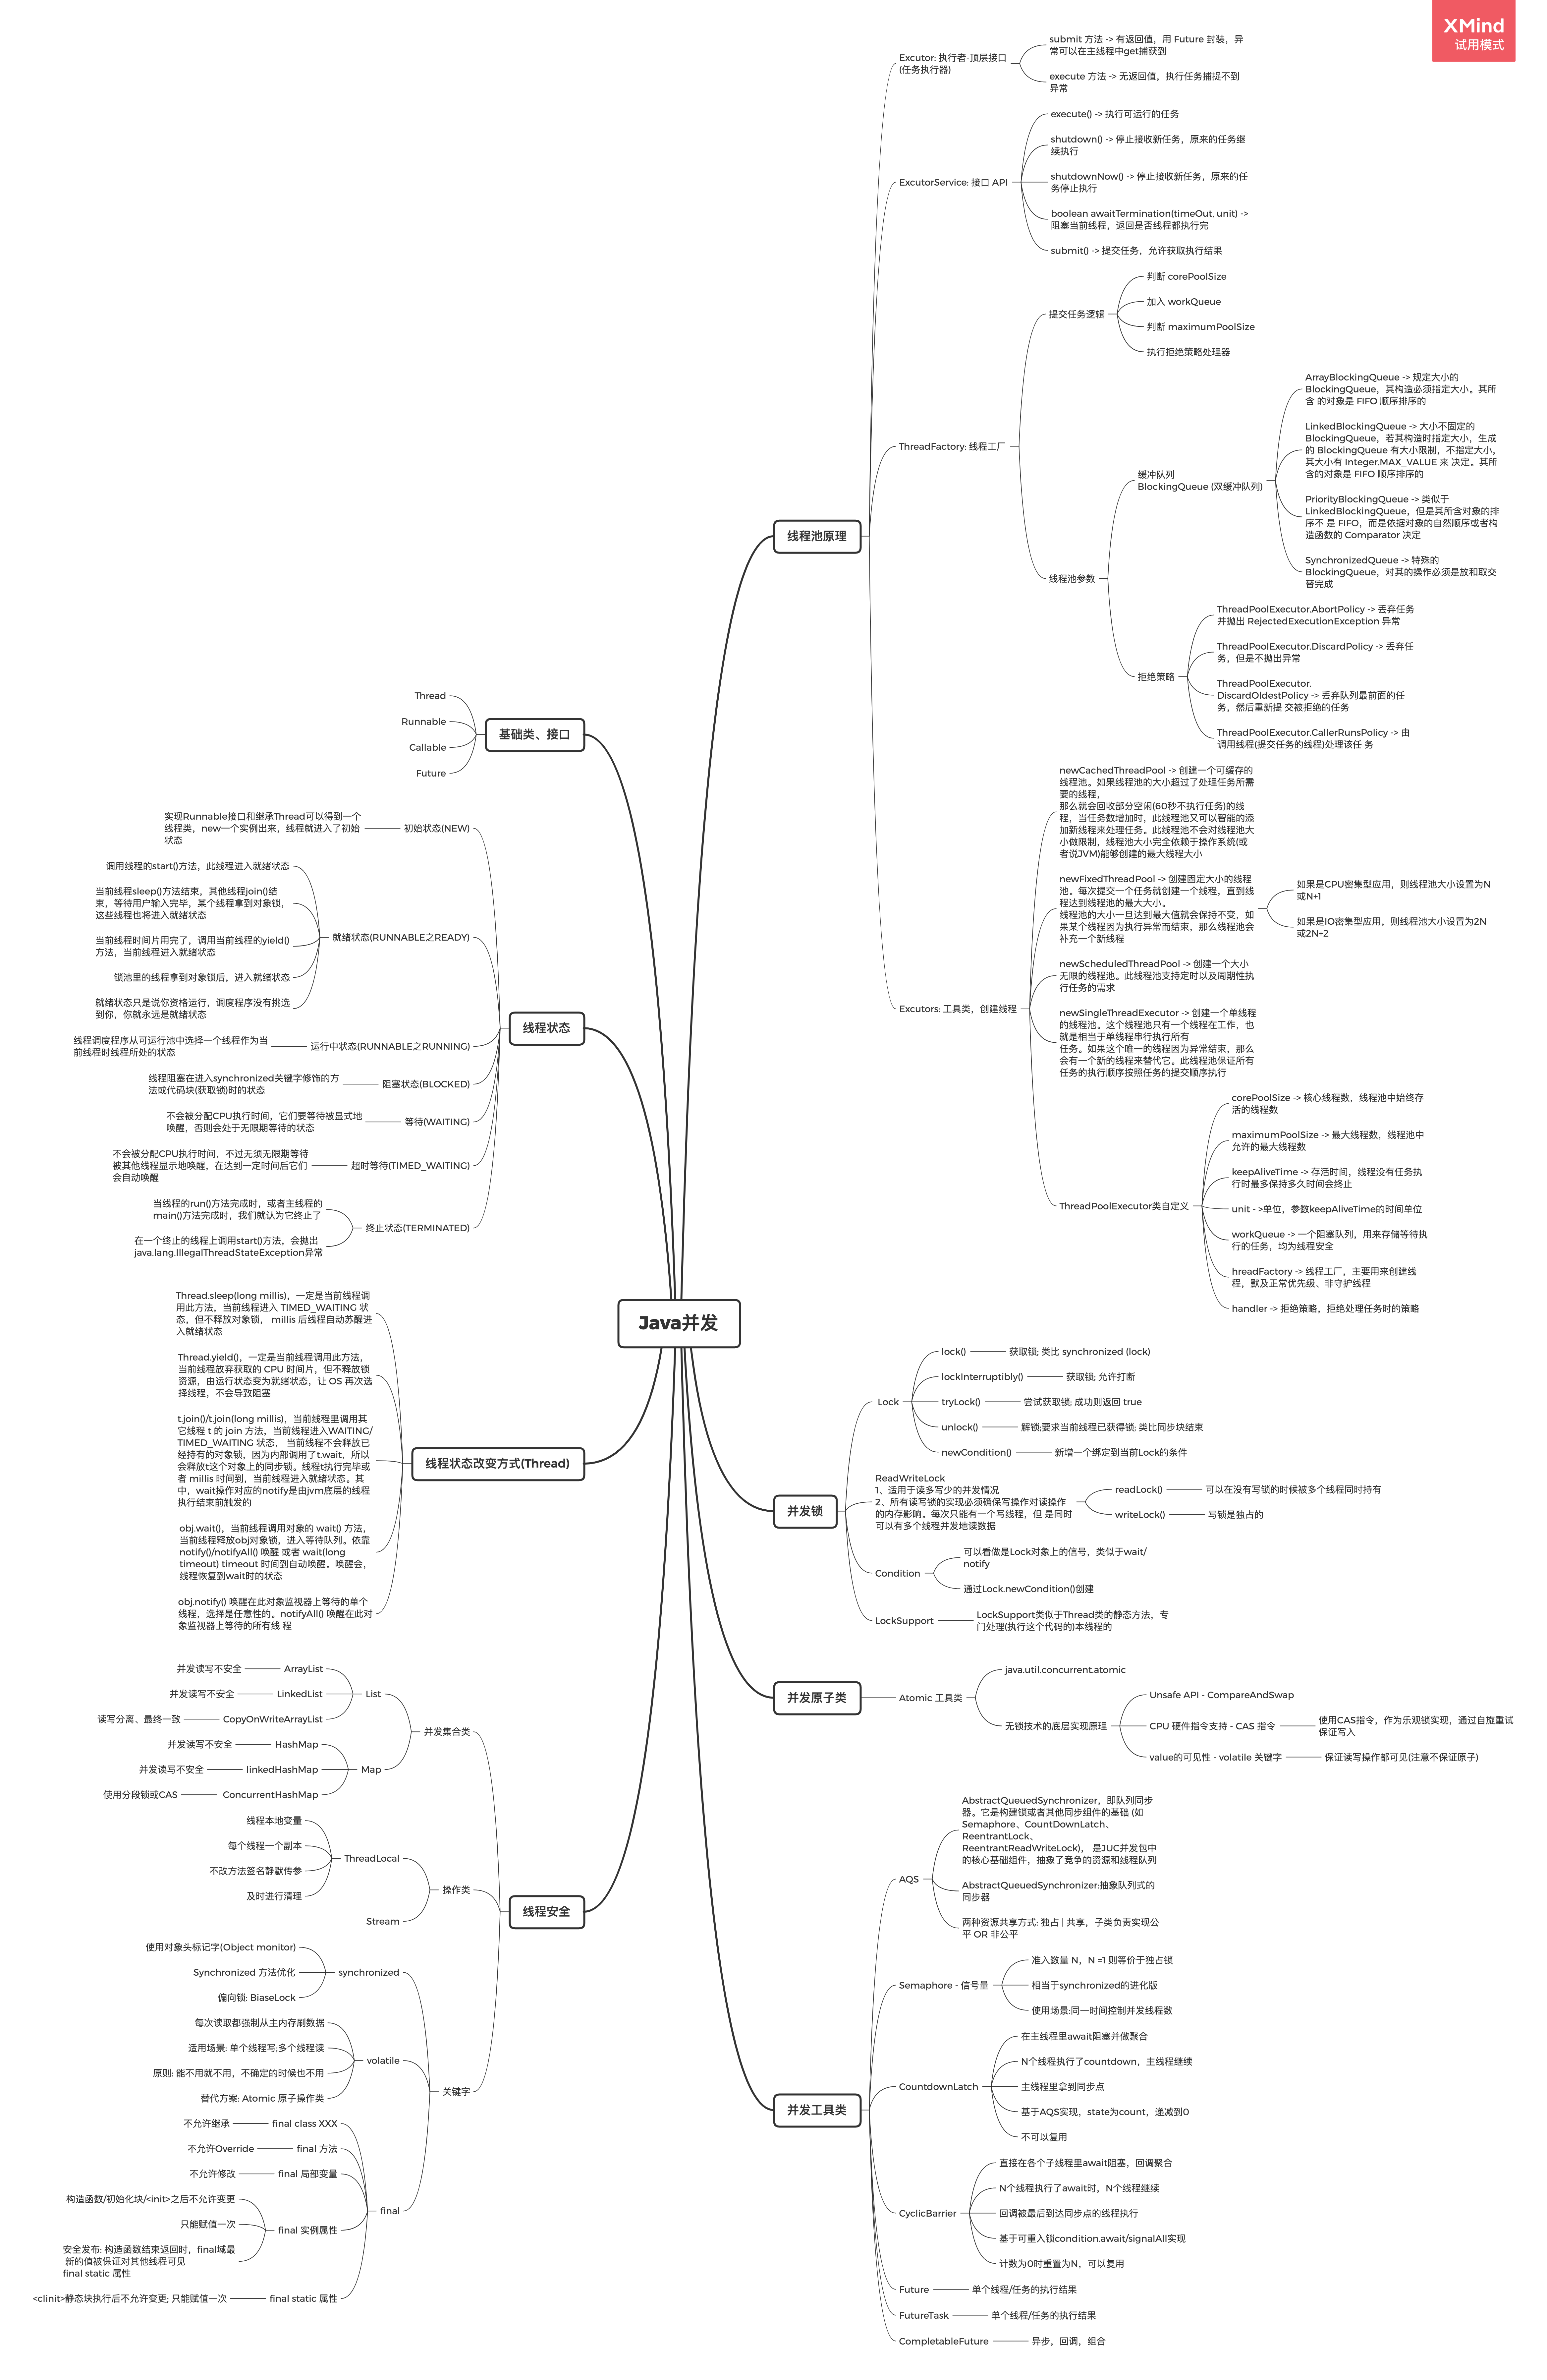 XMind
试用模式
Java并发
线程池原理
Excutor: 执行者-顶层接口
(任务执行器)
submit 方法 -> 有返回值，用 Future 封装，异
常可以在主线程中get捕获到
execute 方法 -> 无返回值，执行任务捕捉不到
异常
ExcutorService: 接口 API
execute() -> 执行可运行的任务
shutdown() -> 停止接收新任务，原来的任务继
续执行
shutdownNow() -> 停止接收新任务，原来的任
务停止执行
boolean awaitTermination(timeOut, unit) ->
阻塞当前线程，返回是否线程都执行完
submit() -> 提交任务，允许获取执行结果
ThreadFactory: 线程工厂
提交任务逻辑
判断 corePoolSize
加入 workQueue
判断 maximumPoolSize
执行拒绝策略处理器
线程池参数
缓冲队列
BlockingQueue (双缓冲队列)
ArrayBlockingQueue -> 规定大小的
BlockingQueue，其构造必须指定大小。其所
含 的对象是 FIFO 顺序排序的
LinkedBlockingQueue -> 大小不固定的
BlockingQueue，若其构造时指定大小，生成
的 BlockingQueue 有大小限制，不指定大小，
其大小有 Integer.MAX_VALUE 来 决定。其所
含的对象是 FIFO 顺序排序的
PriorityBlockingQueue -> 类似于
LinkedBlockingQueue，但是其所含对象的排
序不 是 FIFO，而是依据对象的自然顺序或者构
造函数的 Comparator 决定
SynchronizedQueue -> 特殊的
BlockingQueue，对其的操作必须是放和取交
替完成
拒绝策略
ThreadPoolExecutor.AbortPolicy -> 丢弃任务
并抛出 RejectedExecutionException 异常
ThreadPoolExecutor.DiscardPolicy -> 丢弃任
务，但是不抛出异常
ThreadPoolExecutor.
DiscardOldestPolicy -> 丢弃队列最前面的任
务，然后重新提 交被拒绝的任务
ThreadPoolExecutor.CallerRunsPolicy -> 由
调用线程(提交任务的线程)处理该任 务
Excutors: 工具类，创建线程
newCachedThreadPool -> 创建一个可缓存的
线程池。如果线程池的大小超过了处理任务所需
要的线程，
那么就会回收部分空闲(60秒不执行任务)的线
程，当任务数增加时，此线程池又可以智能的添
加新线程来处理任务。此线程池不会对线程池大
小做限制，线程池大小完全依赖于操作系统(或
者说JVM)能够创建的最大线程大小
newFixedThreadPool -> 创建固定大小的线程
池。每次提交一个任务就创建一个线程，直到线
程达到线程池的最大大小。
线程池的大小一旦达到最大值就会保持不变，如
果某个线程因为执行异常而结束，那么线程池会
补充一个新线程
如果是CPU密集型应用，则线程池大小设置为N
或N+1
如果是IO密集型应用，则线程池大小设置为2N
或2N+2
newScheduledThreadPool -> 创建一个大小
无限的线程池。此线程池支持定时以及周期性执
行任务的需求
newSingleThreadExecutor -> 创建一个单线程
的线程池。这个线程池只有一个线程在工作，也
就是相当于单线程串行执行所有
任务。如果这个唯一的线程因为异常结束，那么
会有一个新的线程来替代它。此线程池保证所有
任务的执行顺序按照任务的提交顺序执行
ThreadPoolExecutor类自定义
corePoolSize -> 核心线程数，线程池中始终存
活的线程数
maximumPoolSize -> 最大线程数，线程池中
允许的最大线程数
keepAliveTime -> 存活时间，线程没有任务执
行时最多保持多久时间会终止
unit - ->单位，参数keepAliveTime的时间单位
workQueue -> 一个阻塞队列，用来存储等待执
行的任务，均为线程安全
hreadFactory -> 线程工厂，主要用来创建线
程，默及正常优先级、非守护线程
handler -> 拒绝策略，拒绝处理任务时的策略
并发锁
Lock
lock()
获取锁; 类比 synchronized (lock)
lockInterruptibly()
获取锁; 允许打断
tryLock()
尝试获取锁; 成功则返回 true
unlock()
解锁;要求当前线程已获得锁; 类比同步块结束
newCondition()
新增一个绑定到当前Lock的条件
ReadWriteLock
1、适用于读多写少的并发情况
2、所有读写锁的实现必须确保写操作对读操作
的内存影响。每次只能有一个写线程，但 是同时
可以有多个线程并发地读数据
readLock()
可以在没有写锁的时候被多个线程同时持有
writeLock()
写锁是独占的
Condition
可以看做是Lock对象上的信号，类似于wait/
notify
通过Lock.newCondition()创建
LockSupport
LockSupport类似于Thread类的静态方法，专
门处理(执行这个代码的)本线程的
并发原子类
Atomic 工具类
java.util.concurrent.atomic
无锁技术的底层实现原理
Unsafe API - CompareAndSwap
CPU 硬件指令支持 - CAS 指令
使用CAS指令，作为乐观锁实现，通过自旋重试
保证写入
value的可见性 - volatile 关键字
保证读写操作都可见(注意不保证原子)
并发工具类
AQS
AbstractQueuedSynchronizer，即队列同步
器。它是构建锁或者其他同步组件的基础 (如
Semaphore、CountDownLatch、
ReentrantLock、
ReentrantReadWriteLock)， 是JUC并发包中
的核心基础组件，抽象了竞争的资源和线程队列
AbstractQueuedSynchronizer:抽象队列式的
同步器
两种资源共享方式: 独占 | 共享，子类负责实现公
平 OR 非公平
Semaphore - 信号量
准入数量 N，N =1 则等价于独占锁
相当于synchronized的进化版
使用场景:同一时间控制并发线程数
CountdownLatch
在主线程里await阻塞并做聚合
N个线程执行了countdown，主线程继续
主线程里拿到同步点
基于AQS实现，state为count，递减到0
不可以复用
CyclicBarrier
直接在各个子线程里await阻塞，回调聚合
N个线程执行了await时，N个线程继续
回调被最后到达同步点的线程执行
基于可重入锁condition.await/signalAll实现
计数为0时重置为N，可以复用
Future
单个线程/任务的执行结果
FutureTask
单个线程/任务的执行结果
CompletableFuture
异步，回调，组合
基础类、接口
Thread
Runnable
Callable
Future
线程状态
初始状态(NEW)
实现Runnable接口和继承Thread可以得到一个
线程类，new一个实例出来，线程就进入了初始
状态
就绪状态(RUNNABLE之READY)
调用线程的start()方法，此线程进入就绪状态
当前线程sleep()方法结束，其他线程join()结
束，等待用户输入完毕，某个线程拿到对象锁，
这些线程也将进入就绪状态
当前线程时间片用完了，调用当前线程的yield()
方法，当前线程进入就绪状态
锁池里的线程拿到对象锁后，进入就绪状态
就绪状态只是说你资格运行，调度程序没有挑选
到你，你就永远是就绪状态
运行中状态(RUNNABLE之RUNNING)
线程调度程序从可运行池中选择一个线程作为当
前线程时线程所处的状态
阻塞状态(BLOCKED)
线程阻塞在进入synchronized关键字修饰的方
法或代码块(获取锁)时的状态
等待(WAITING)
不会被分配CPU执行时间，它们要等待被显式地
唤醒，否则会处于无限期等待的状态
超时等待(TIMED_WAITING)
不会被分配CPU执行时间，不过无须无限期等待
被其他线程显示地唤醒，在达到一定时间后它们
会自动唤醒
终止状态(TERMINATED)
当线程的run()方法完成时，或者主线程的
main()方法完成时，我们就认为它终止了
在一个终止的线程上调用start()方法，会抛出
java.lang.IllegalThreadStateException异常
线程状态改变方式(Thread)
Thread.sleep(long millis)，一定是当前线程调
用此方法，当前线程进入 TIMED_WAITING 状
态，但不释放对象锁， millis 后线程自动苏醒进
入就绪状态
Thread.yield()，一定是当前线程调用此方法，
当前线程放弃获取的 CPU 时间片，但不释放锁
资源，由运行状态变为就绪状态，让 OS 再次选
择线程，不会导致阻塞
t.join()/t.join(long millis)，当前线程里调用其
它线程 t 的 join 方法，当前线程进入WAITING/
TIMED_WAITING 状态， 当前线程不会释放已
经持有的对象锁，因为内部调用了t.wait，所以
会释放t这个对象上的同步锁。线程t执行完毕或
者 millis 时间到，当前线程进入就绪状态。其
中，wait操作对应的notify是由jvm底层的线程
执行结束前触发的
obj.wait()，当前线程调用对象的 wait() 方法，
当前线程释放obj对象锁，进入等待队列。依靠
notify()/notifyAll() 唤醒 或者 wait(long
timeout) timeout 时间到自动唤醒。唤醒会，
线程恢复到wait时的状态
obj.notify() 唤醒在此对象监视器上等待的单个
线程，选择是任意性的。notifyAll() 唤醒在此对
象监视器上等待的所有线 程
线程安全
并发集合类
List
ArrayList
并发读写不安全
LinkedList
并发读写不安全
CopyOnWriteArrayList
读写分离、最终一致
Map
HashMap
并发读写不安全
linkedHashMap
并发读写不安全
ConcurrentHashMap
使用分段锁或CAS
操作类
ThreadLocal
线程本地变量
每个线程一个副本
不改方法签名静默传参
及时进行清理
Stream
关键字
synchronized
使用对象头标记字(Object monitor)
Synchronized 方法优化
偏向锁: BiaseLock
volatile
每次读取都强制从主内存刷数据
适用场景: 单个线程写;多个线程读
原则: 能不用就不用，不确定的时候也不用
替代方案: Atomic 原子操作类
final
final class XXX
不允许继承
final 方法
不允许Override
final 局部变量
不允许修改
final 实例属性
构造函数/初始化块/<init>之后不允许变更
只能赋值一次
安全发布: 构造函数结束返回时，final域最
新的值被保证对其他线程可见
final static 属性
final static 属性
<clinit>静态块执行后不允许变更; 只能赋值一次